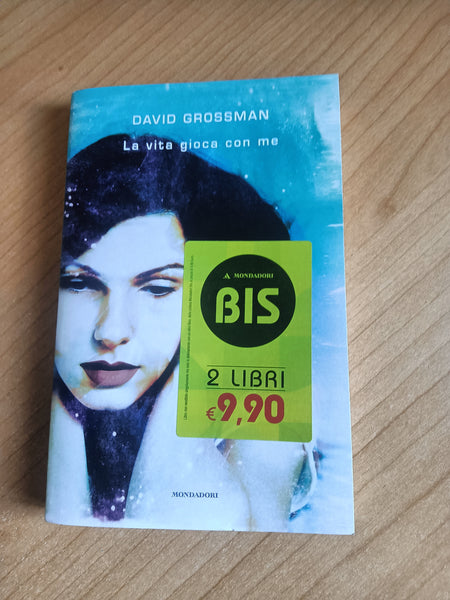 DAVID GROSSMAN
La vita gioca con me
MONDADORI
BIS
2 LIBRI
€9,90
MONDADORI